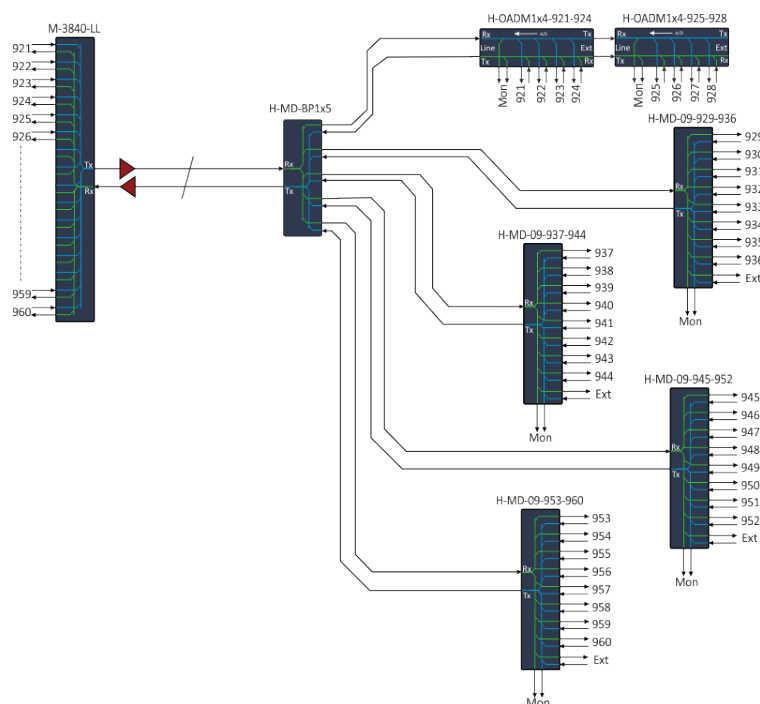 M-3840-LL
921
922
923
924
925
926
959
960
Tx
Rx
H-MD-BP1x5
Rx
Tx
H-OADM1x4-921-924
Rx
A/D
Tx
Line
Ext
Rx
Mon
921
922
923
924
H-OADM1x4-925-928
Rx
A/D
Tx
Line
Ext
Rx
Mon
925
926
927
928
H-MD-09-929-936
929
930
931
932
933
934
935
936
Ext
Rx
Tx
Mon
H-MD-09-937-944
937
938
939
940
941
942
943
944
Ext
Rx
Tx
Mon
H-MD-09-945-952
945
946
947
948
949
950
951
952
Ext
Rx
Tx
Mon
H-MD-09-953-960
953
954
955
956
957
958
959
960
Ext
Rx
Tx
Mon